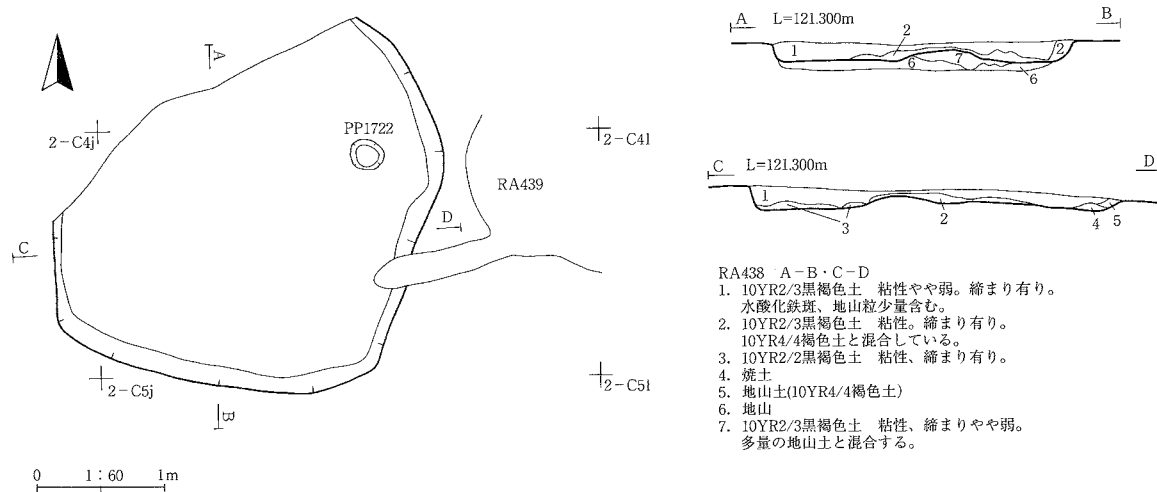 A
2-C4j
PP1722
2-C4l
RA439
D
C
2-C5j
B
2-C5l
0 1:60 1m
A L=121.300m B
1 2 6 7 2 6
C L=121.300m D
1 3 2 4 5
RA438 A-B・C-D
1. 10YR2/3黒褐色土 粘性やや弱。締まり有り。
水酸化鉄斑、地山粒少量含む。
2. 10YR2/3黒褐色土 粘性。締まり有り。
10YR4/4褐色土と混合している。
3. 10YR2/2黒褐色土 粘性、締まり有り。
4. 焼土
5. 地山土(10YR4/4褐色土)
6. 地山
7. 10YR2/3黒褐色土 粘性、締まりやや弱。
多量の地山土と混合する。